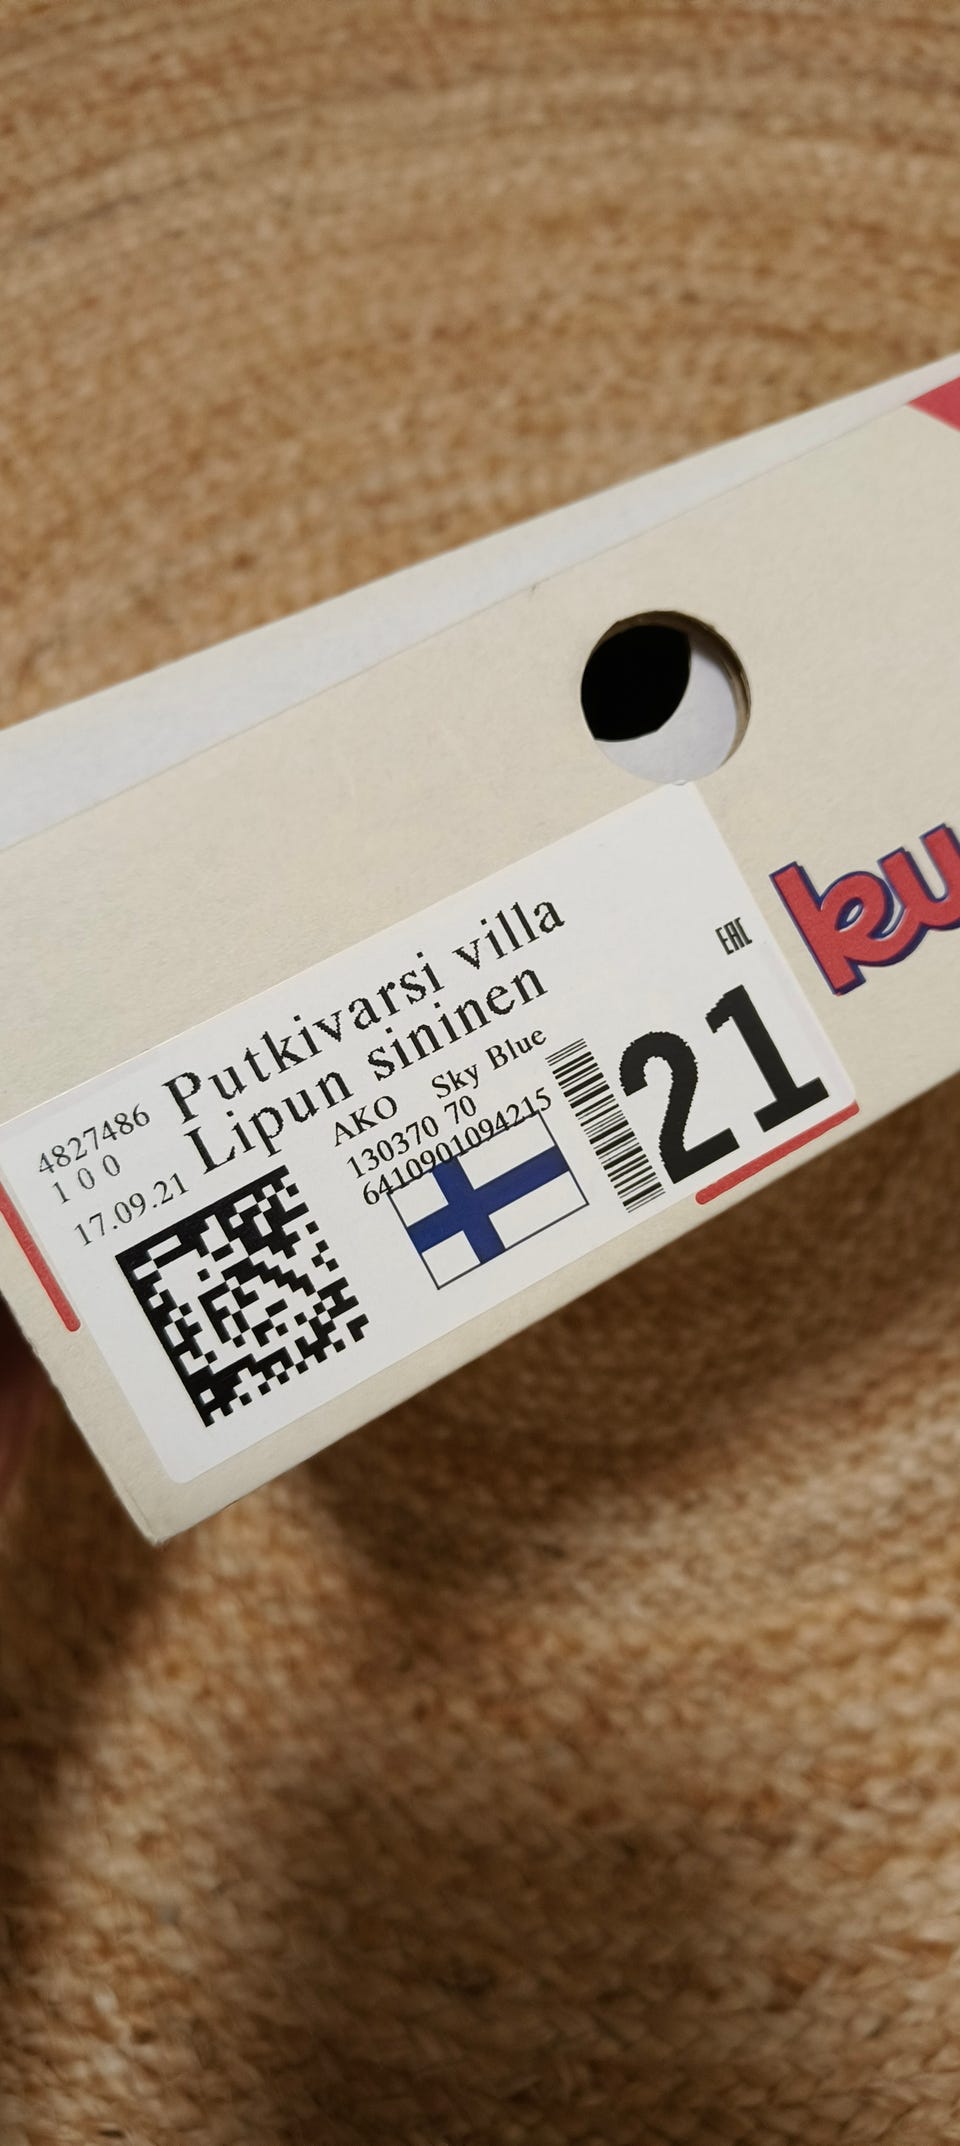 4827486
1 0 0
17.09.21
Putkivarsi villa
Lipun sininen
AKO Sky Blue
130370 70
6410901094215
EAC
21
ku